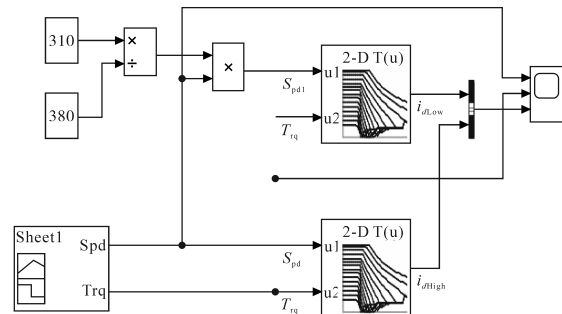 310
×
÷
380
×
S_pd1
T_rq
2-D T(u)
u1
u2
i_dLow
Sheet1
Spd
Trq
S_pd
T_rq
2-D T(u)
u1
u2
i_dHigh